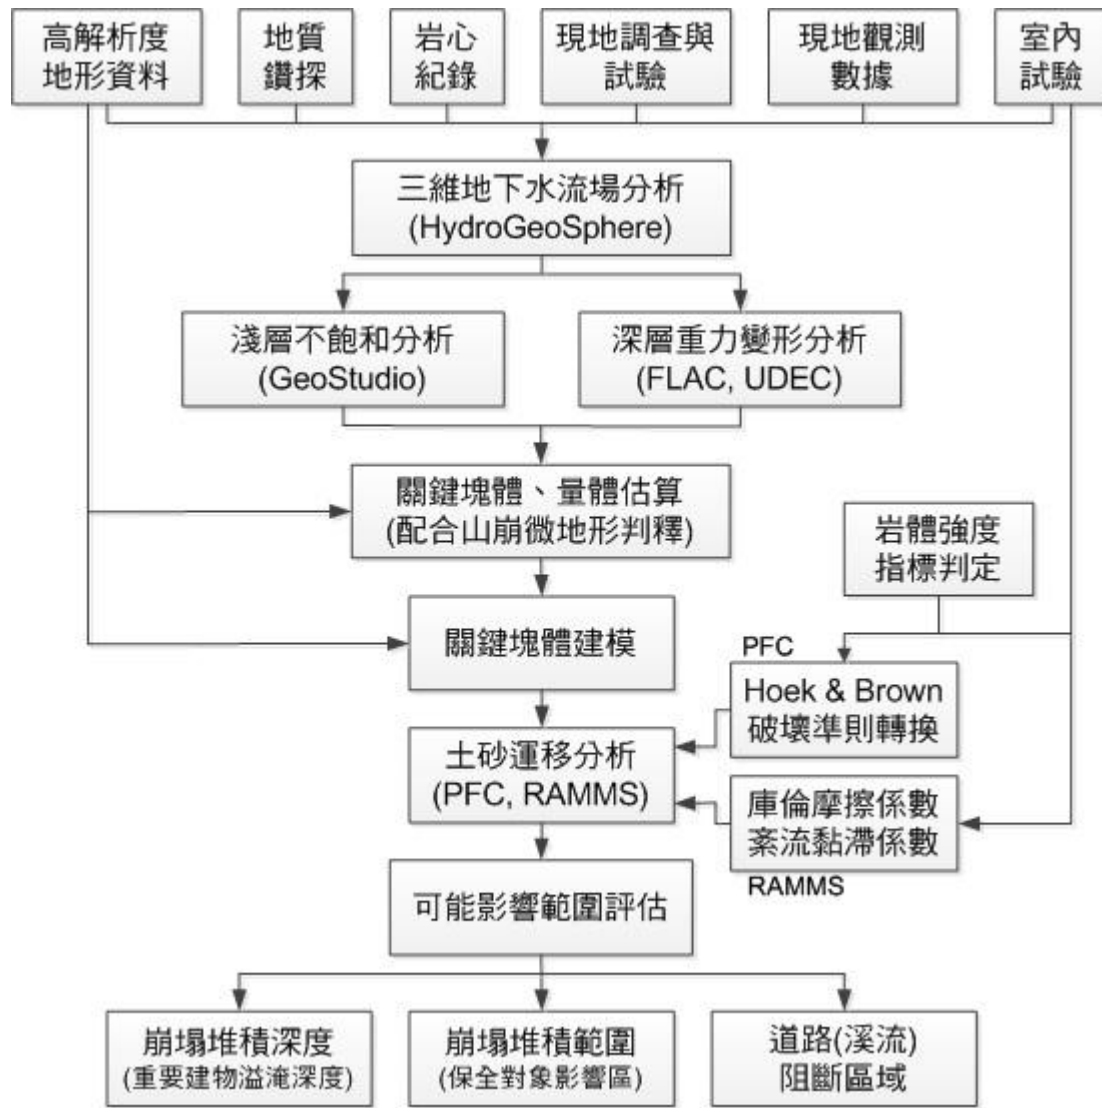 高解析度
地形資料
地質
鑽探
岩心
紀錄
現地調查與
試驗
現地觀測
數據
室內
試驗
三維地下水流場分析
(HydroGeoSphere)
淺層不飽和分析
(GeoStudio)
深層重力變形分析
(FLAC, UDEC)
關鍵塊體、量體估算
(配合山崩微地形判釋)
岩體強度
指標判定
關鍵塊體建模
PFC
Hoek & Brown
破壞準則轉換
土砂運移分析
(PFC, RAMMS)
庫倫摩擦係數
紊流黏滯係數
RAMMS
可能影響範圍評估
崩塌堆積深度
(重要建物溢淹深度)
崩塌堆積範圍
(保全對象影響區)
道路(溪流)
阻斷區域